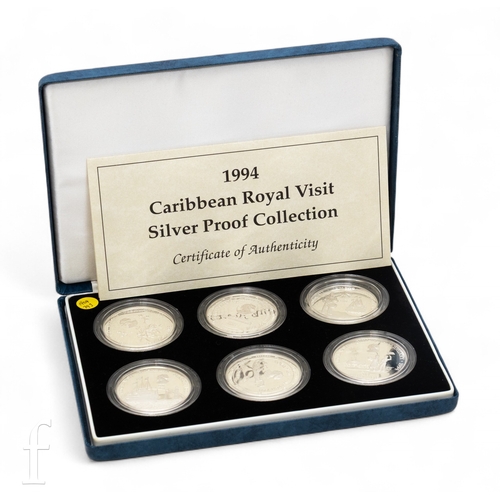 1994
Caribbean Royal Visit
Silver Proof Collection
Certificate of Authenticity
f